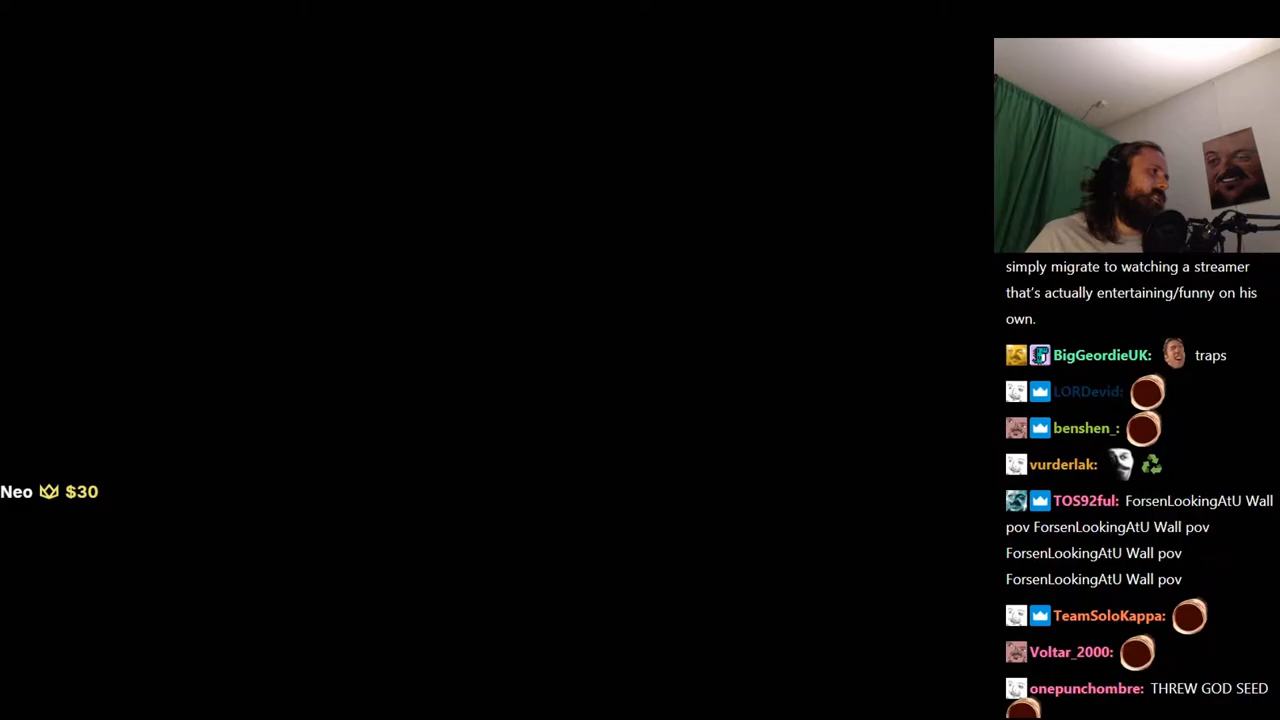 simply migrate to watching a streamer
that's actually entertaining/funny on his
own.
BigGeordieUK: traps
LORDevid:
benshen_:
vurderlak:
Neo $30
TOS92ful: ForsenLookingAtU Wall
pov ForsenLookingAtU Wall pov
ForsenLookingAtU Wall pov
ForsenLookingAtU Wall pov
TeamSoloKappa:
Voltar_2000:
onepunchombre: THREW GOD SEED